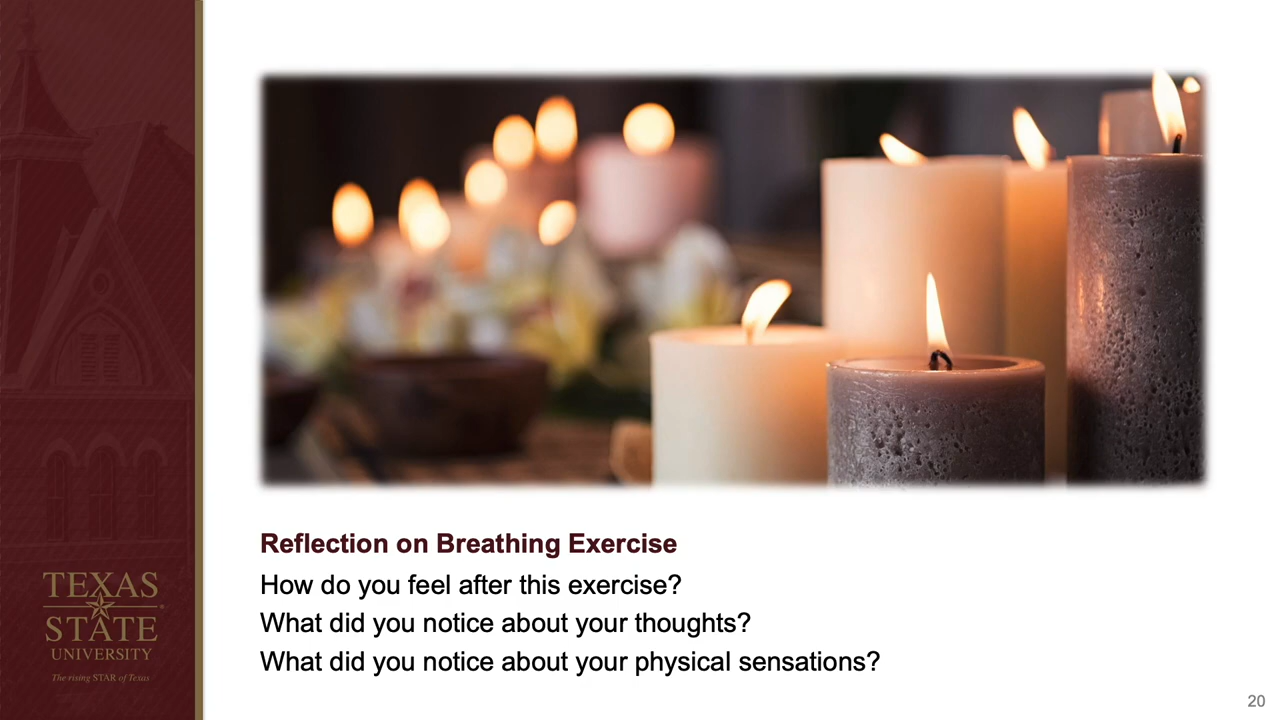 Reflection on Breathing Exercise
How do you feel after this exercise?
What did you notice about your thoughts?
What did you notice about your physical sensations?
TEXAS
STATE
UNIVERSITY
The rising STAR of Texas
20